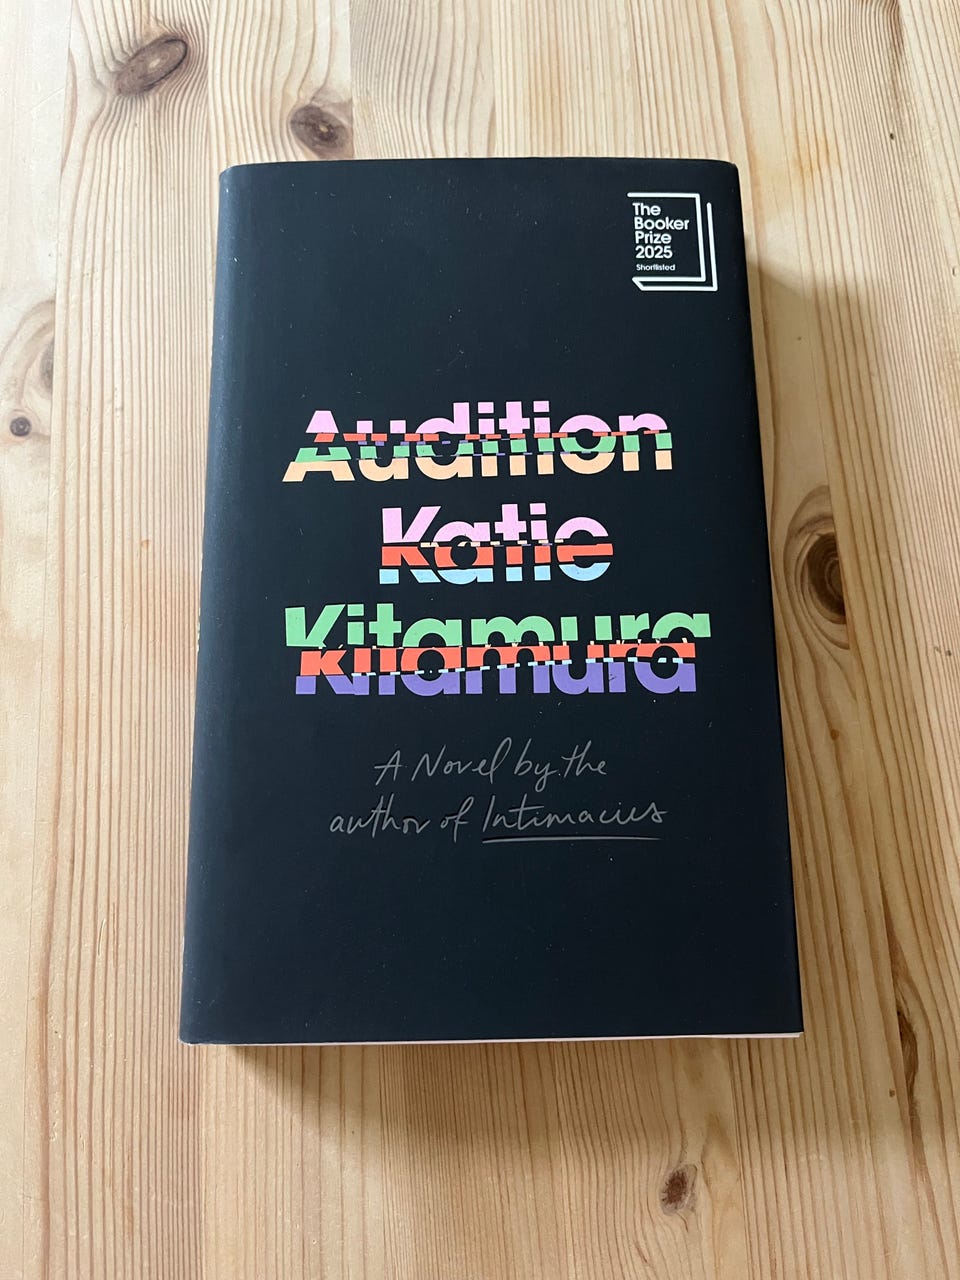 The
Booker
Prize
2025
Shortlisted
Audition
Katie
Kitamura
A Novel by the
author of Intimacies